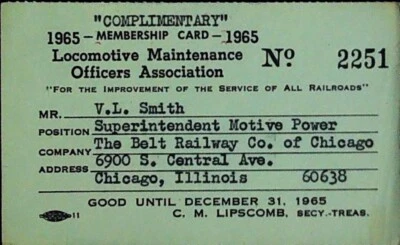 "COMPLIMENTARY"
1965 - MEMBERSHIP CARD - 1965
Locomotive Maintenance
Officers Association
Nº 2251
"FOR THE IMPROVEMENT OF THE SERVICE OF ALL RAILROADS"
MR. V.L. Smith
POSITION Superintendent Motive Power
COMPANY The Belt Railway Co. of Chicago
ADDRESS 6900 S. Central Ave.
Chicago, Illinois 60638
GOOD UNTIL DECEMBER 31, 1965
11 C. M. LIPSCOMB, SECY.-TREAS.